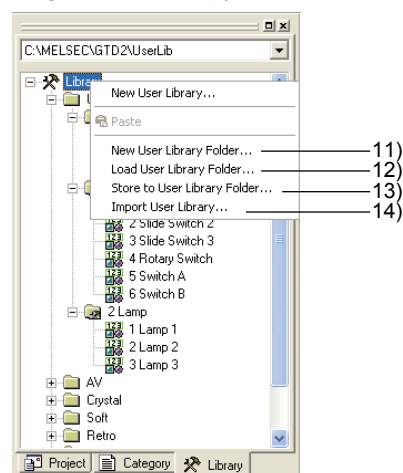 C:\MELSEC\GTD2\UserLib
Library
New User Library...
Paste
New User Library Folder... 11)
Load User Library Folder... 12)
Store to User Library Folder... 13)
Import User Library... 14)
2 Slide Switch 2
3 Slide Switch 3
4 Rotary Switch
5 Switch A
6 Switch B
2 Lamp
1 Lamp 1
2 Lamp 2
3 Lamp 3
AV
Crystal
Soft
Retro
Project Category Library